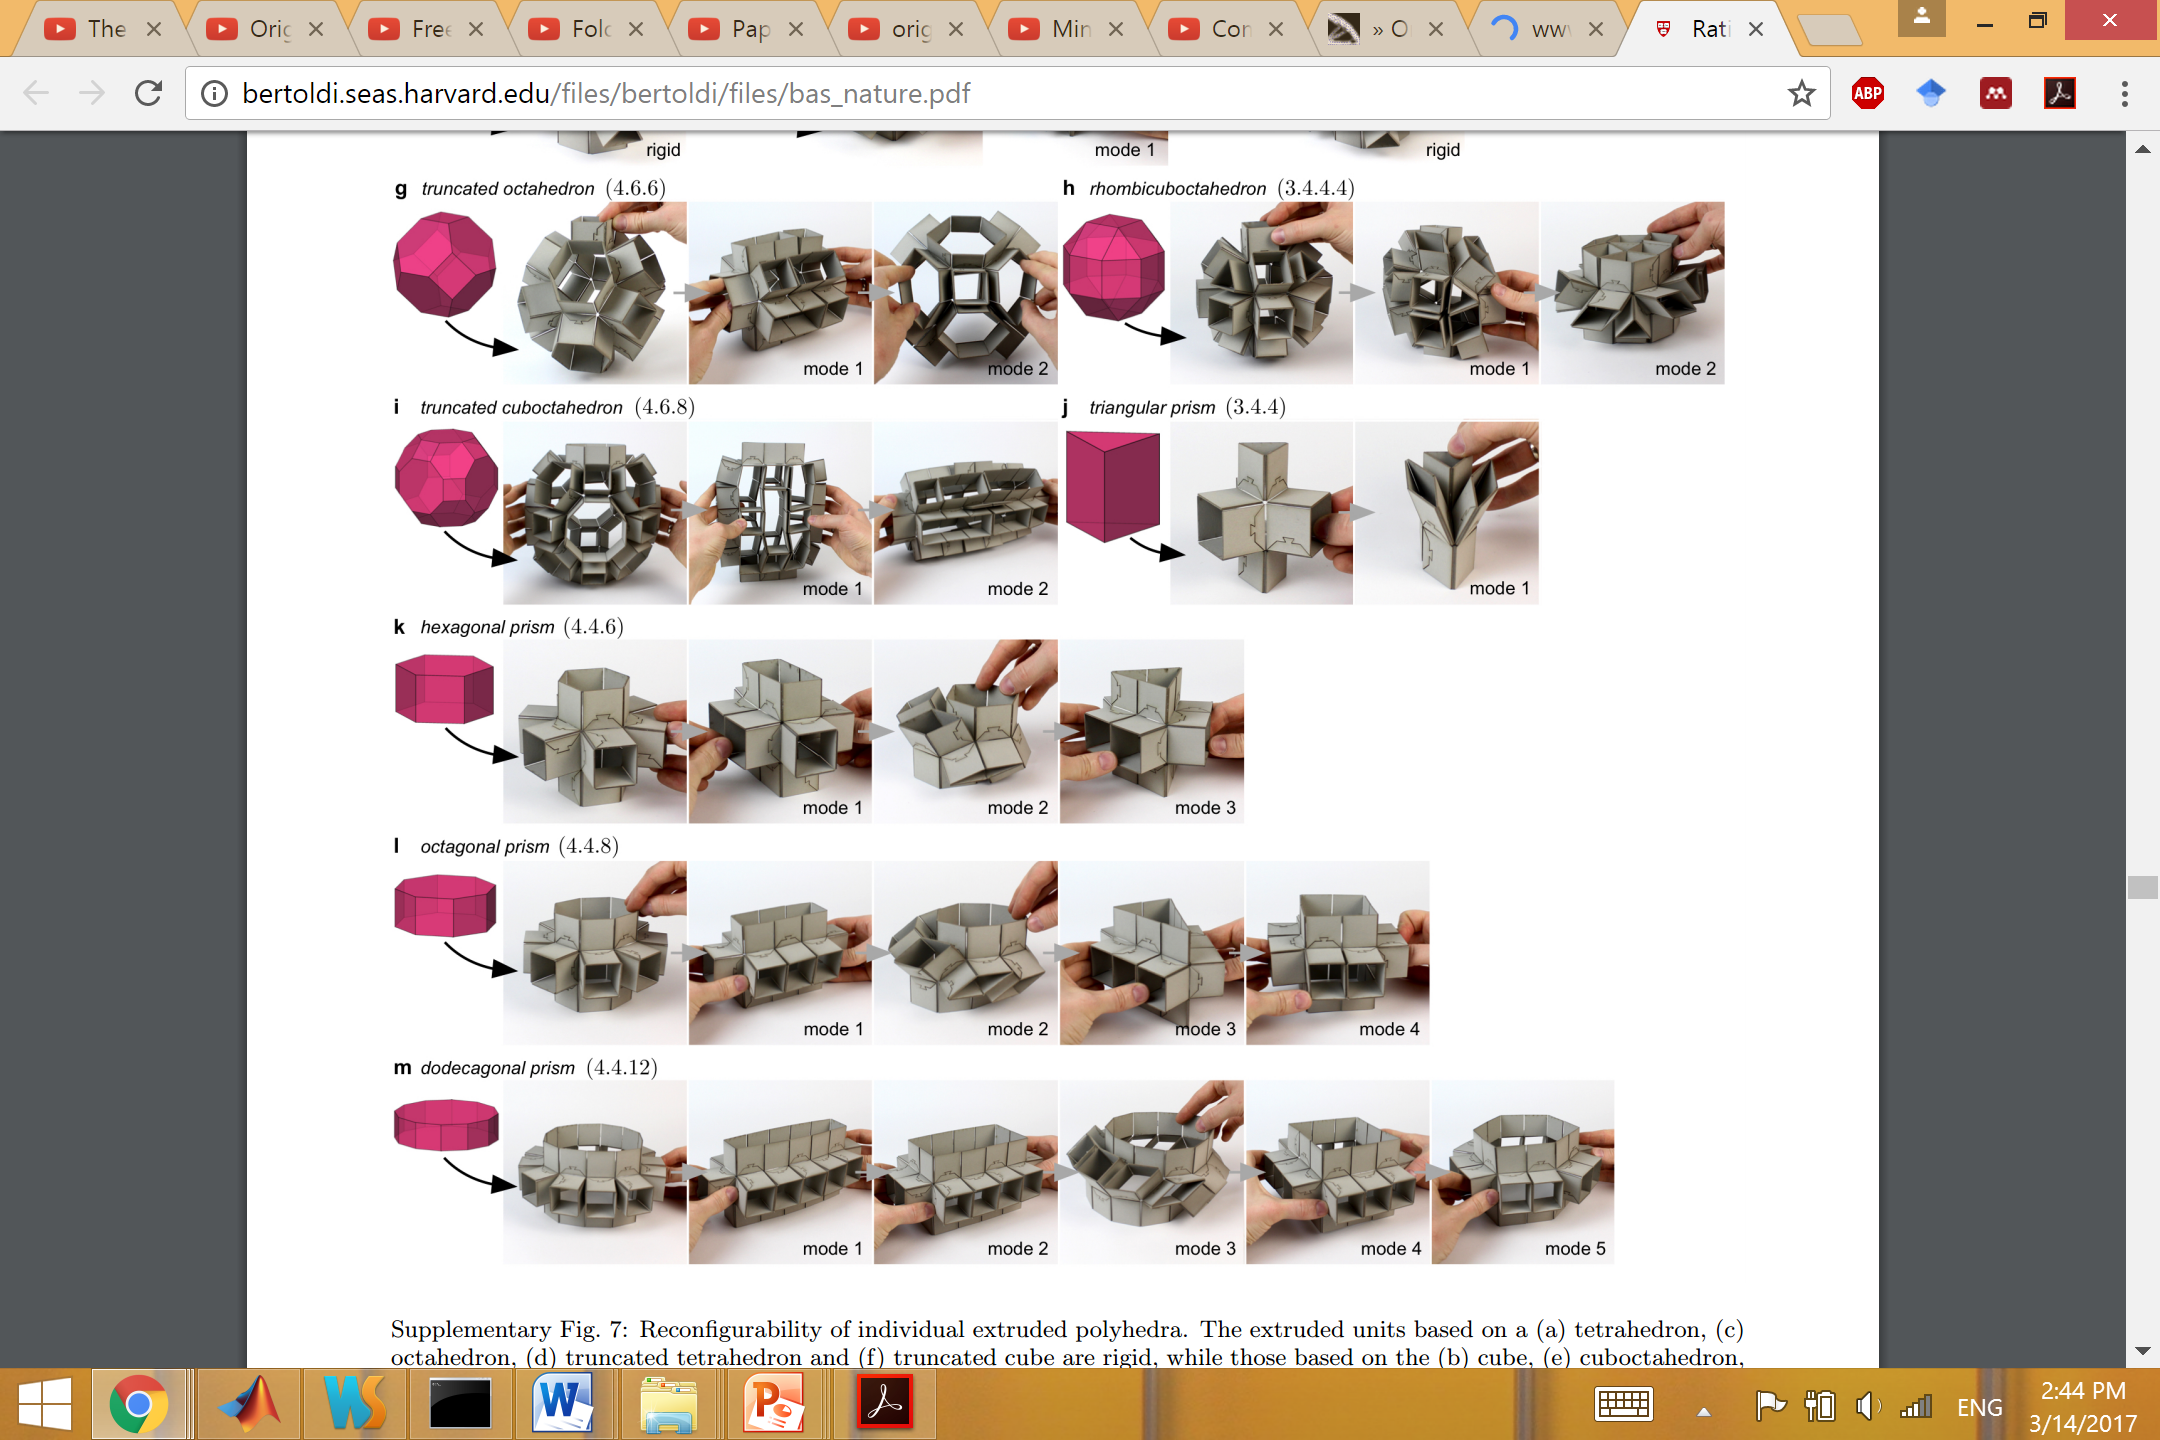 The
Orig
Free
Fold
Pap
orig
Min
Con
» O
ww
Rati
bertoldi.seas.harvard.edu/files/bertoldi/files/bas_nature.pdf
ABP
rigid
mode 1
rigid
g truncated octahedron (4.6.6)
h rhombicuboctahedron (3.4.4.4)
mode 1
mode 2
mode 1
mode 2
i truncated cuboctahedron (4.6.8)
j triangular prism (3.4.4)
mode 1
mode 2
mode 1
k hexagonal prism (4.4.6)
mode 1
mode 2
mode 3
l octagonal prism (4.4.8)
mode 1
mode 2
mode 3
mode 4
m dodecagonal prism (4.4.12)
mode 1
mode 2
mode 3
mode 4
mode 5
Supplementary Fig. 7: Reconfigurability of individual extruded polyhedra. The extruded units based on a (a) tetrahedron, (c)
octahedron, (d) truncated tetrahedron and (f) truncated cube are rigid, while those based on the (b) cube, (e) cuboctahedron,
WS
W
P
ENG
2:44 PM
3/14/2017